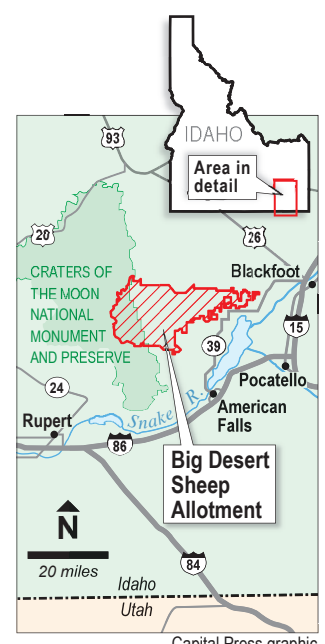 IDAHO
Area in
detail
93
20
26
Blackfoot
CRATERS OF
THE MOON
NATIONAL
MONUMENT
AND PRESERVE
15
39
24
Pocatello
American
Falls
Snake R.
Rupert
86
Big Desert
Sheep
Allotment
N
20 miles
84
Idaho
Utah
Capital Press graphic